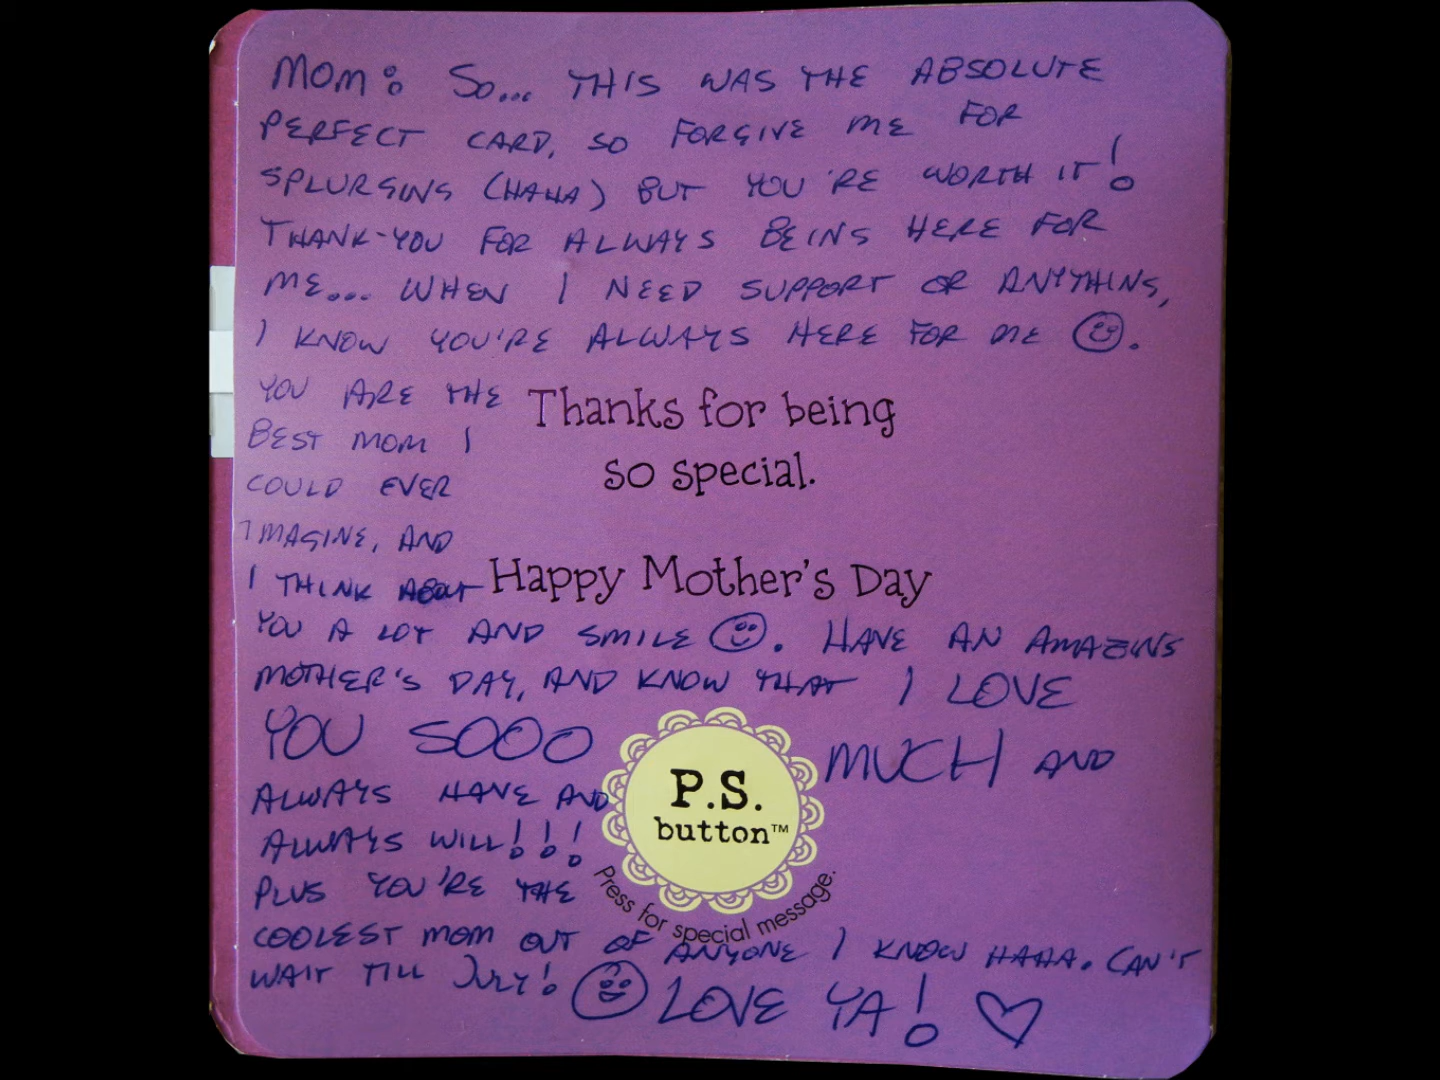 MOM: SO... THIS WAS THE ABSOLUTE
PERFECT CARD, SO FORGIVE ME FOR
SPLURGING (HAHA) BUT YOU'RE WORTH IT!
THANK-YOU FOR ALWAYS BEING HERE FOR
ME... WHEN I NEED SUPPORT OR ANYTHING,
I KNOW YOU'RE ALWAYS HERE FOR ME ☺.
YOU ARE THE
BEST MOM I
COULD EVER
IMAGINE, AND
I THINK ABOUT
Thanks for being
so special.
Happy Mother's Day
YOU A LOT AND SMILE ☺. HAVE AN AMAZING
MOTHER'S DAY, AND KNOW THAT I LOVE
YOU SOOO MUCH AND
ALWAYS HAVE AND
ALWAYS WILL!!!
P.S.
button™
Press for special message.
PLUS YOU'RE THE
COOLEST MOM OUT OF ANYONE I KNOW HAHA. CAN'T
WAIT TILL JULY! ☺ LOVE YA! ♡